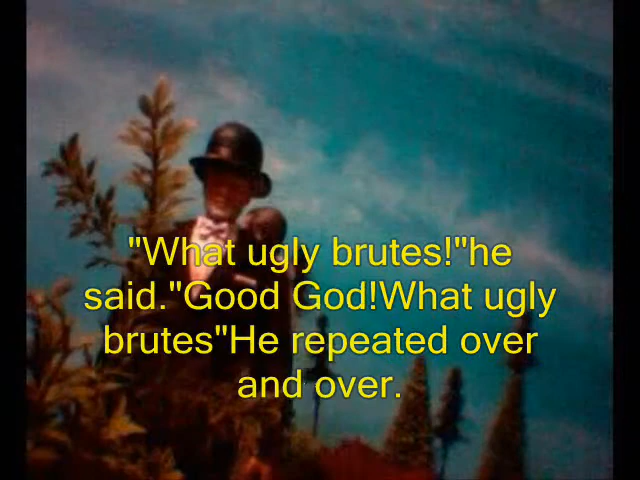 "What ugly brutes!"he
said."Good God!What ugly
brutes"He repeated over
and over.